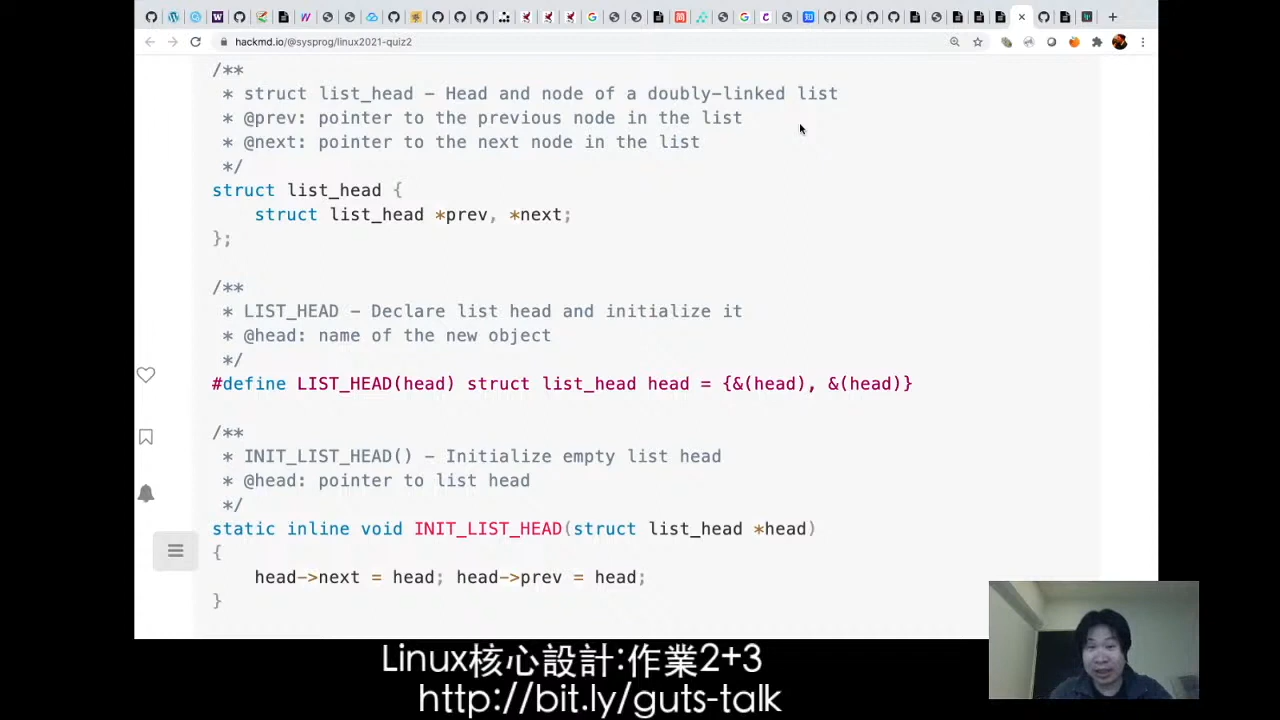 hackmd.io/@sysprog/linux2021-quiz2
/**
* struct list_head - Head and node of a doubly-linked list
* @prev: pointer to the previous node in the list
* @next: pointer to the next node in the list
*/
struct list_head {
struct list_head *prev, *next;
};
/**
* LIST_HEAD - Declare list head and initialize it
* @head: name of the new object
*/
#define LIST_HEAD(head) struct list_head head = {&(head), &(head)}
/**
* INIT_LIST_HEAD() - Initialize empty list head
* @head: pointer to list head
*/
static inline void INIT_LIST_HEAD(struct list_head *head)
{
head->next = head; head->prev = head;
}
Linux核心設計:作業2+3
http://bit.ly/guts-talk